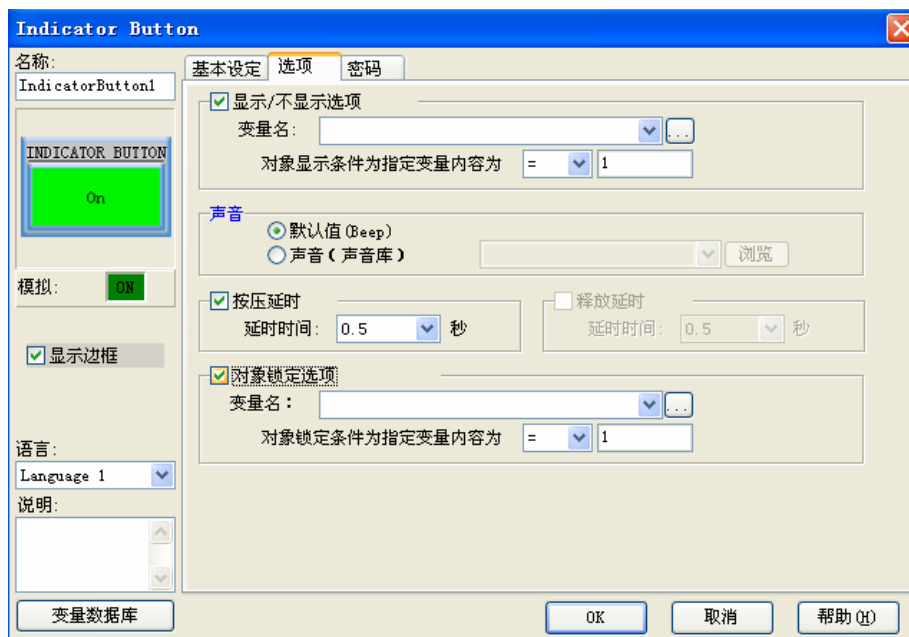 Indicator Button
名称:
IndicatorButton1
INDICATOR BUTTON
On
模拟:
ON
显示边框
语言:
Language 1
说明:
变量数据库
基本设定 选项 密码
显示/不显示选项
变量名:
...
对象显示条件为指定变量内容为 = 1
声音
默认值(Beep)
声音(声音库) 浏览
按压延时 释放延时
延时时间: 0.5 秒 延时时间: 0.5 秒
对象锁定选项
变量名：
...
对象锁定条件为指定变量内容为 = 1
OK 取消 帮助(H)